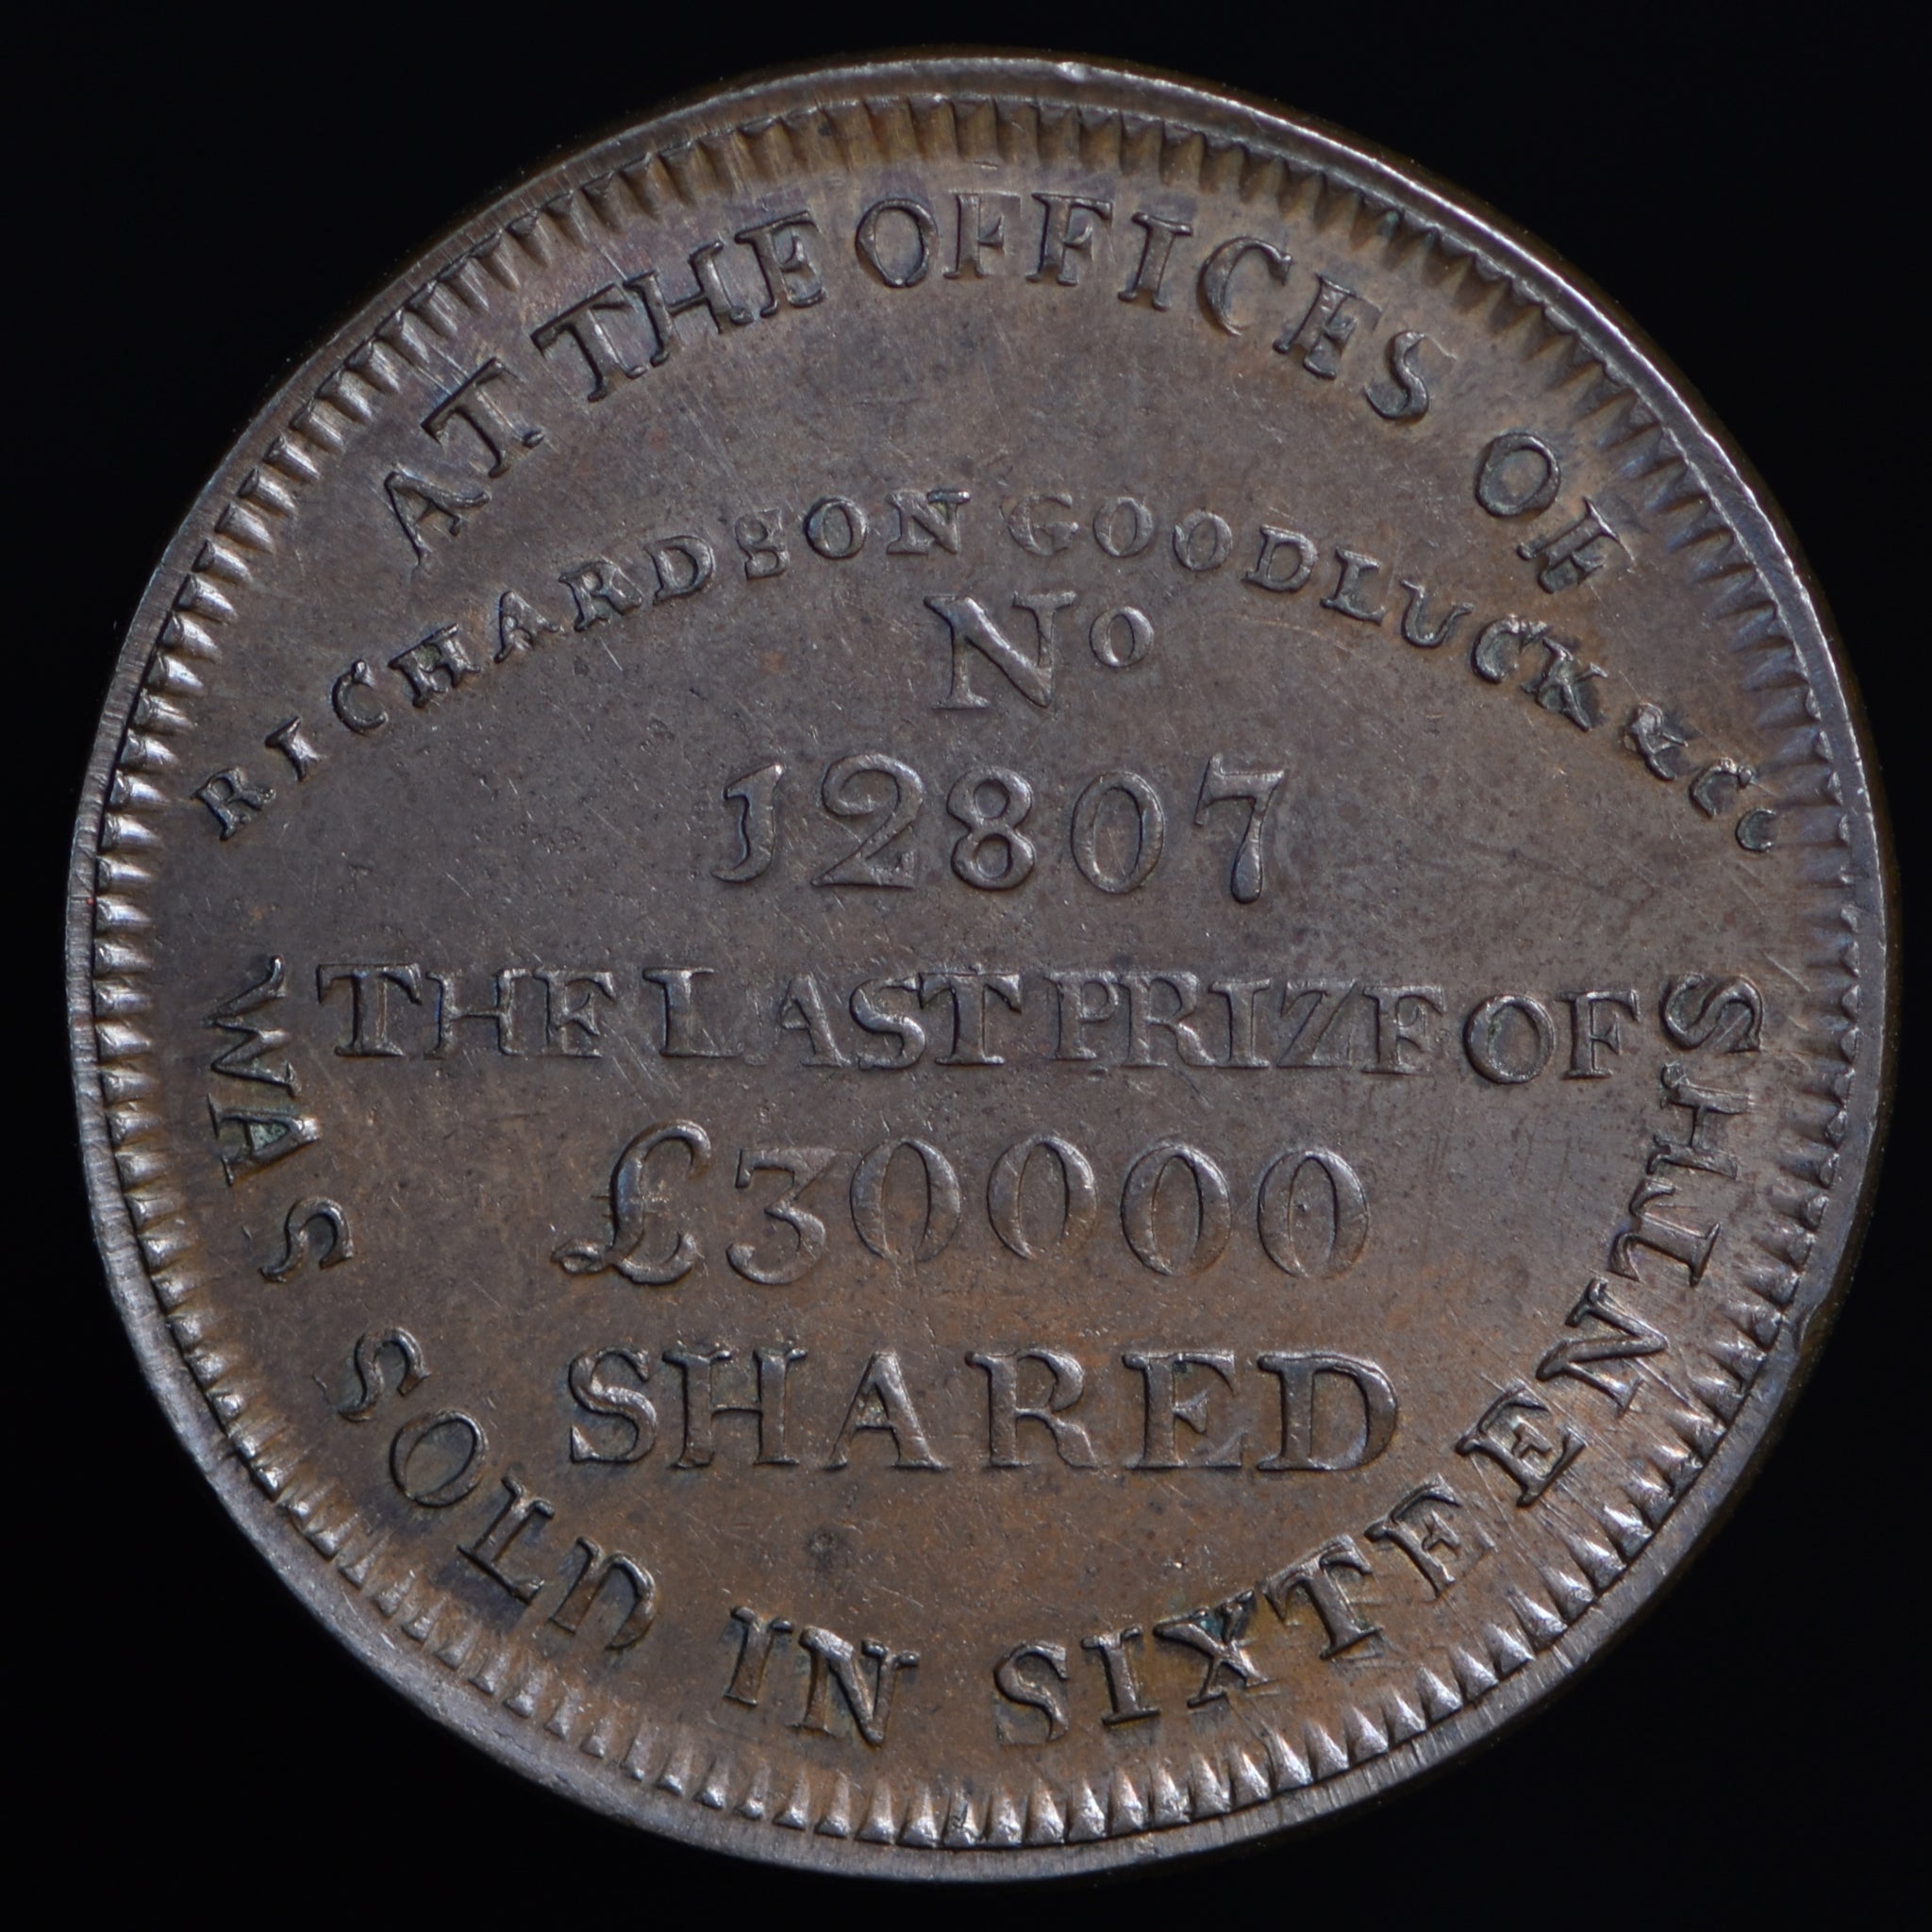 AT THE OFFICES OF
RICHARDSON GOODLUCK & Co
No
12807
THE LAST PRIZE OF
£30000
SHARED
WAS SOLD IN SIXTEENTHS